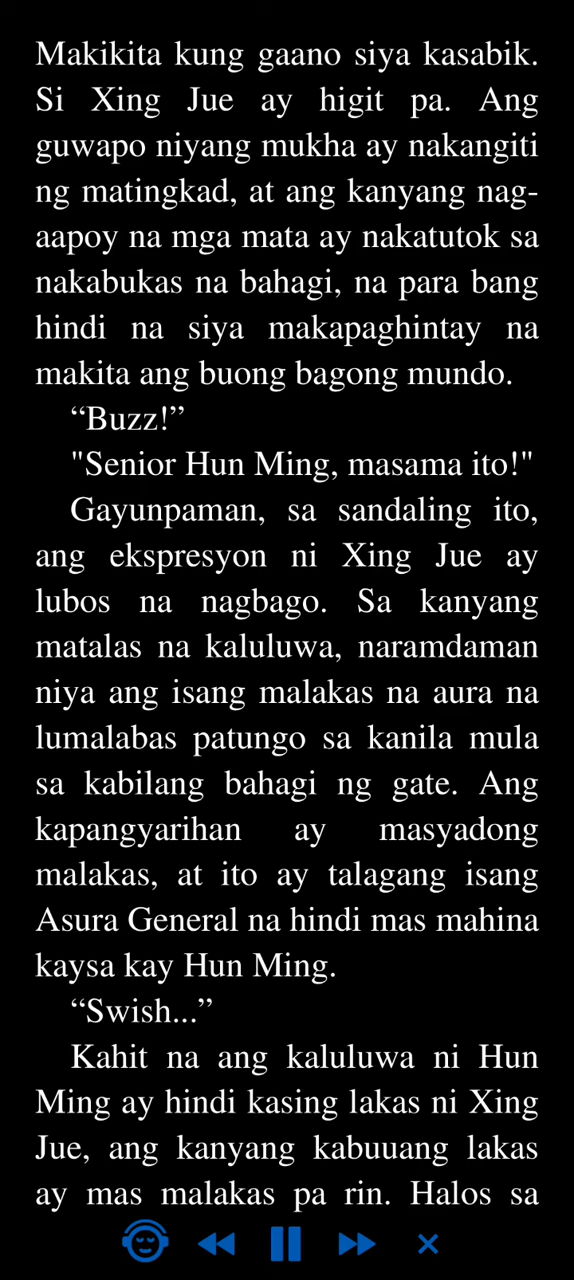 Makikita kung gaano siya kasabik.
Si Xing Jue ay higit pa. Ang
guwapo niyang mukha ay nakangiti
ng matingkad, at ang kanyang nag-
aapoy na mga mata ay nakatutok sa
nakabukas na bahagi, na para bang
hindi na siya makapaghintay na
makita ang buong bagong mundo.
“Buzz!”
"Senior Hun Ming, masama ito!"
Gayunpaman, sa sandaling ito,
ang ekspresyon ni Xing Jue ay
lubos na nagbago. Sa kanyang
matalas na kaluluwa, naramdaman
niya ang isang malakas na aura na
lumalabas patungo sa kanila mula
sa kabilang bahagi ng gate. Ang
kapangyarihan ay masyadong
malakas, at ito ay talagang isang
Asura General na hindi mas mahina
kaysa kay Hun Ming.
“Swish...”
Kahit na ang kaluluwa ni Hun
Ming ay hindi kasing lakas ni Xing
Jue, ang kanyang kabuuang lakas
ay mas malakas pa rin. Halos sa